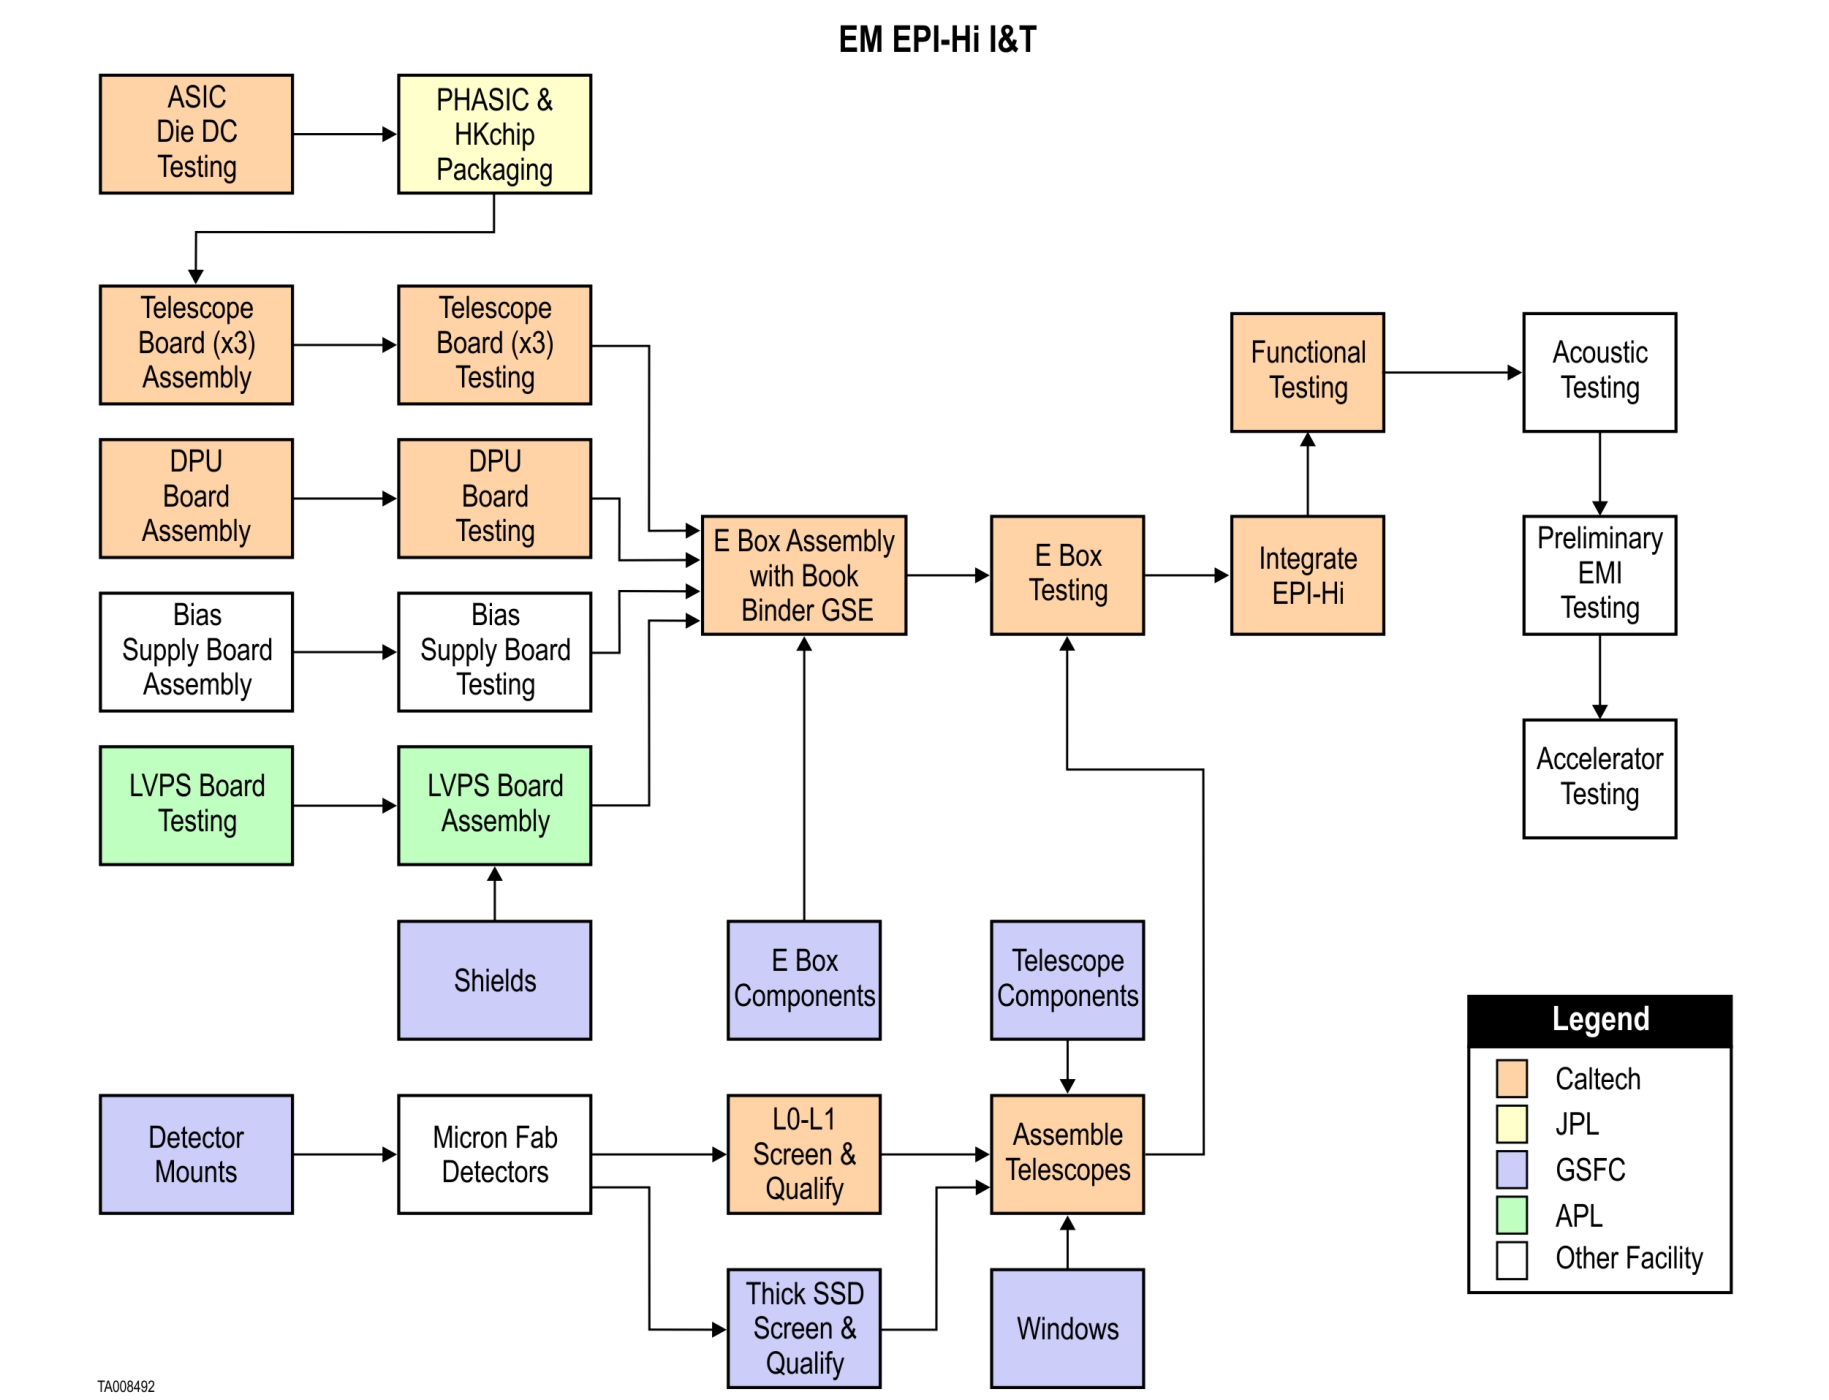 EM EPI-Hi I&T
ASIC
Die DC
Testing
PHASIC &
HKchip
Packaging
Telescope
Board (x3)
Assembly
Telescope
Board (x3)
Testing
Functional
Testing
Acoustic
Testing
DPU
Board
Assembly
DPU
Board
Testing
E Box Assembly
with Book
Binder GSE
E Box
Testing
Integrate
EPI-Hi
Preliminary
EMI
Testing
Bias
Supply Board
Assembly
Bias
Supply Board
Testing
LVPS Board
Testing
LVPS Board
Assembly
Accelerator
Testing
Shields
E Box
Components
Telescope
Components
Detector
Mounts
Micron Fab
Detectors
L0-L1
Screen &
Qualify
Assemble
Telescopes
Thick SSD
Screen &
Qualify
Windows
Legend
Caltech
JPL
GSFC
APL
Other Facility
TA008492